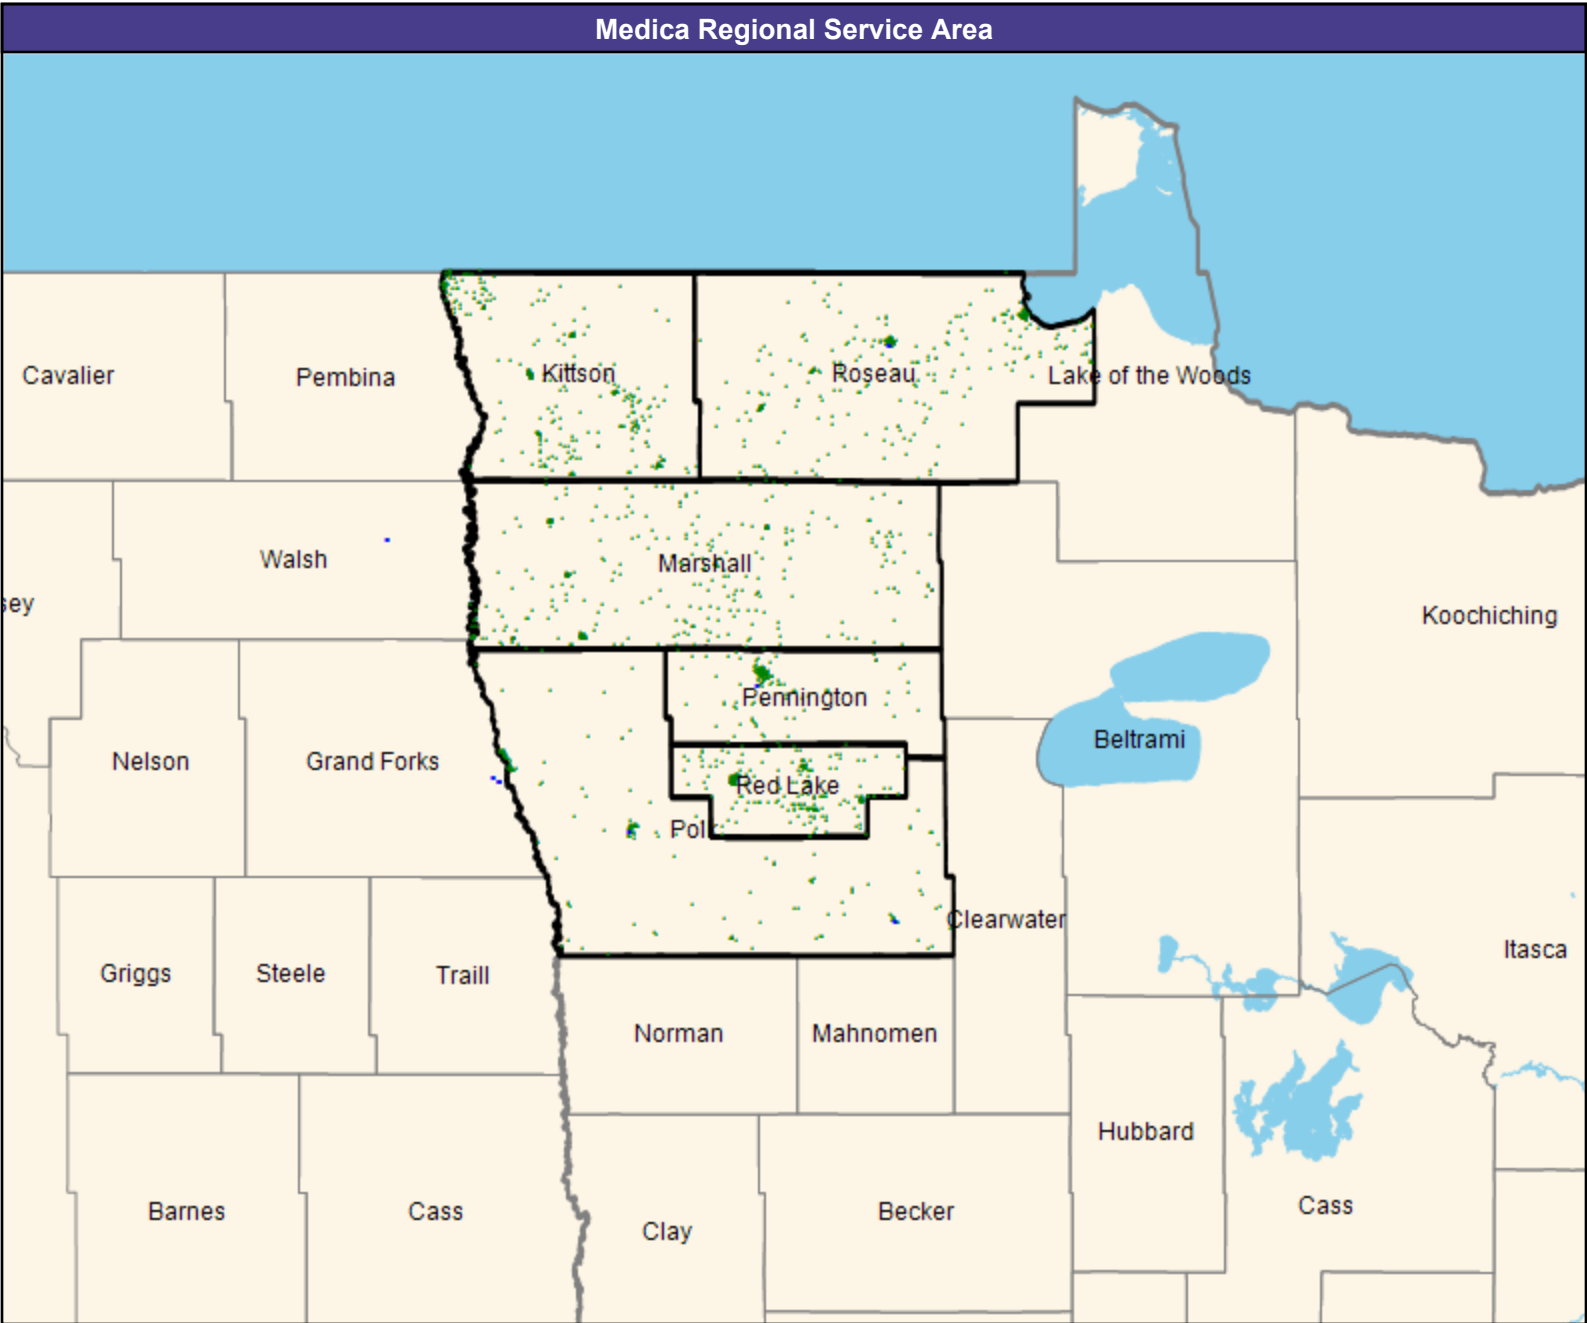 Medica Regional Service Area
Cavalier
Pembina
Kittson
Roseau
Lake of the Woods
Walsh
Marshall
sey
Koochiching
Pennington
Nelson
Grand Forks
Beltrami
Red Lake
Pol
Clearwater
Griggs
Steele
Traill
Itasca
Norman
Mahnomen
Hubbard
Barnes
Cass
Clay
Becker
Cass